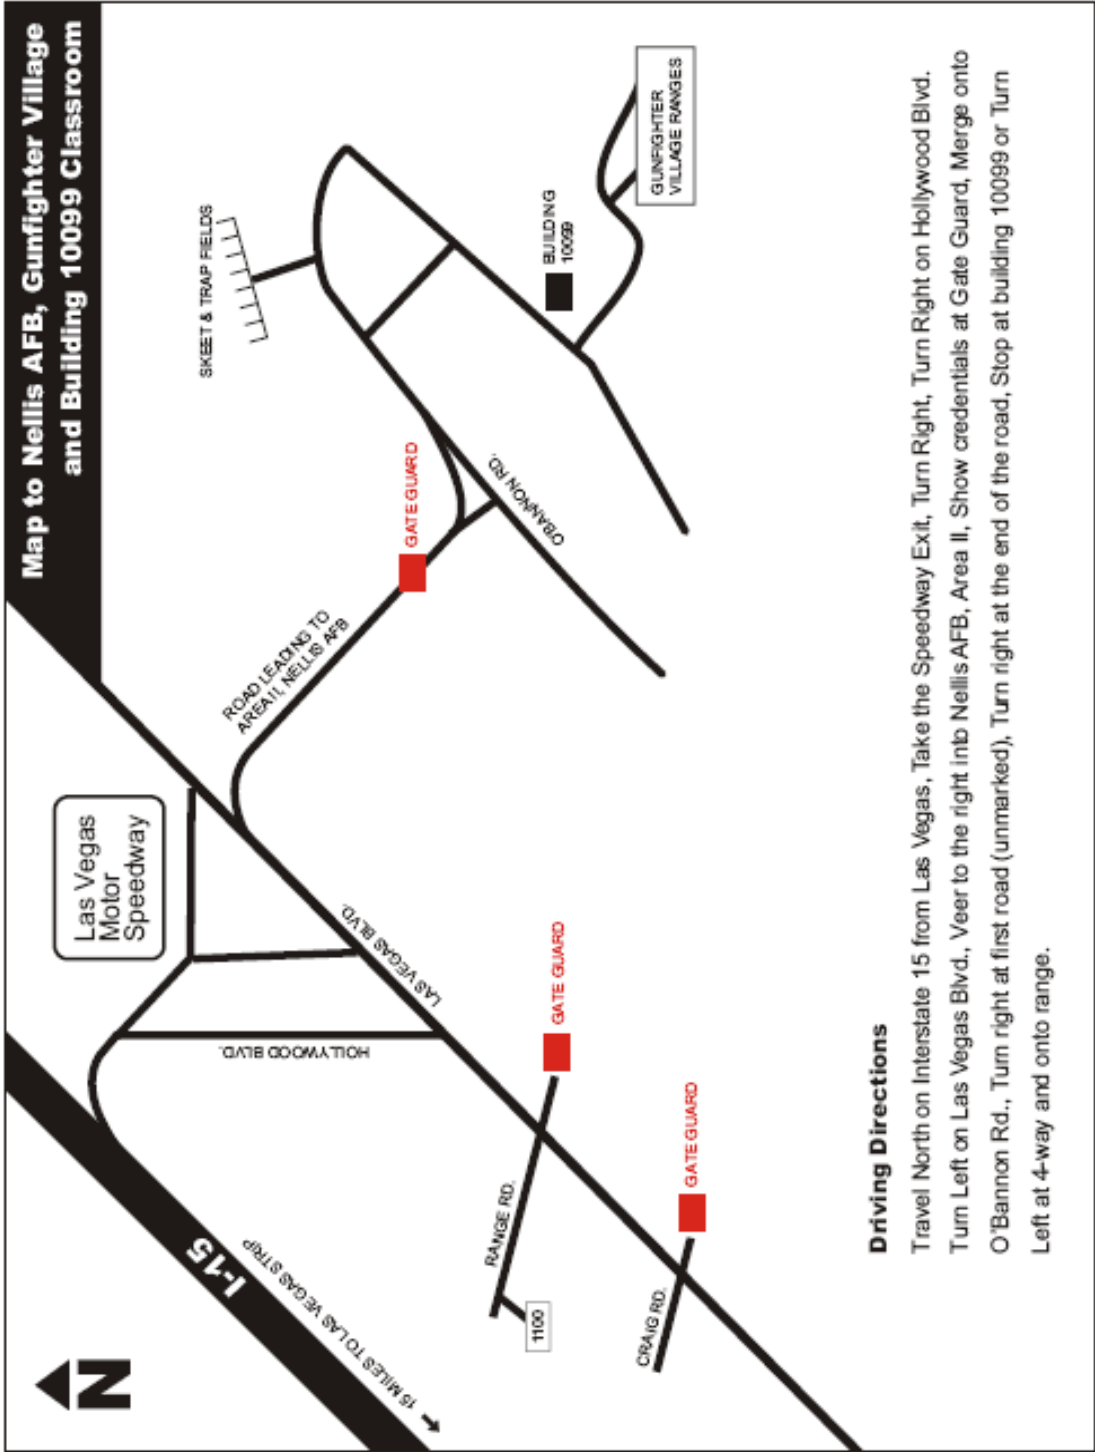 Map to Nellis AFB, Gunfighter Village
and Building 10099 Classroom
N
I-15
15 MILES TO LAS VEGAS STRIP
Las Vegas
Motor
Speedway
HOLLYWOOD BLVD.
LAS VEGAS BLVD.
ROAD LEADING TO
AREA II, NELLIS AFB
GATE GUARD
SKEET & TRAP FIELDS
O'BANNON RD.
BUILDING
10099
GUNFIGHTER
VILLAGE RANGES
RANGE RD.
GATE GUARD
1100
CRAIG RD.
GATE GUARD
Driving Directions
Travel North on Interstate 15 from Las Vegas, Take the Speedway Exit, Turn Right, Turn Right on Hollywood Blvd.
Turn Left on Las Vegas Blvd., Veer to the right into Nellis AFB, Area II, Show credentials at Gate Guard, Merge onto
O'Bannon Rd., Turn right at first road (unmarked), Turn right at the end of the road, Stop at building 10099 or Turn
Left at 4-way and onto range.